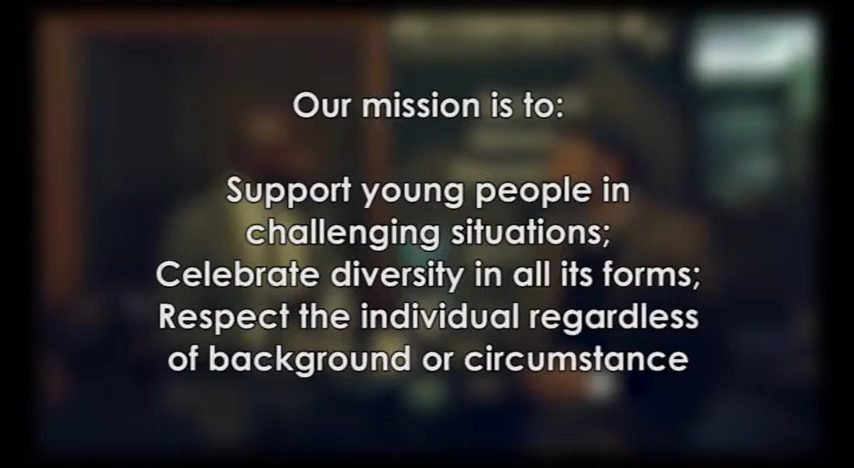 Our mission is to:
Support young people in
challenging situations;
Celebrate diversity in all its forms;
Respect the individual regardless
of background or circumstance